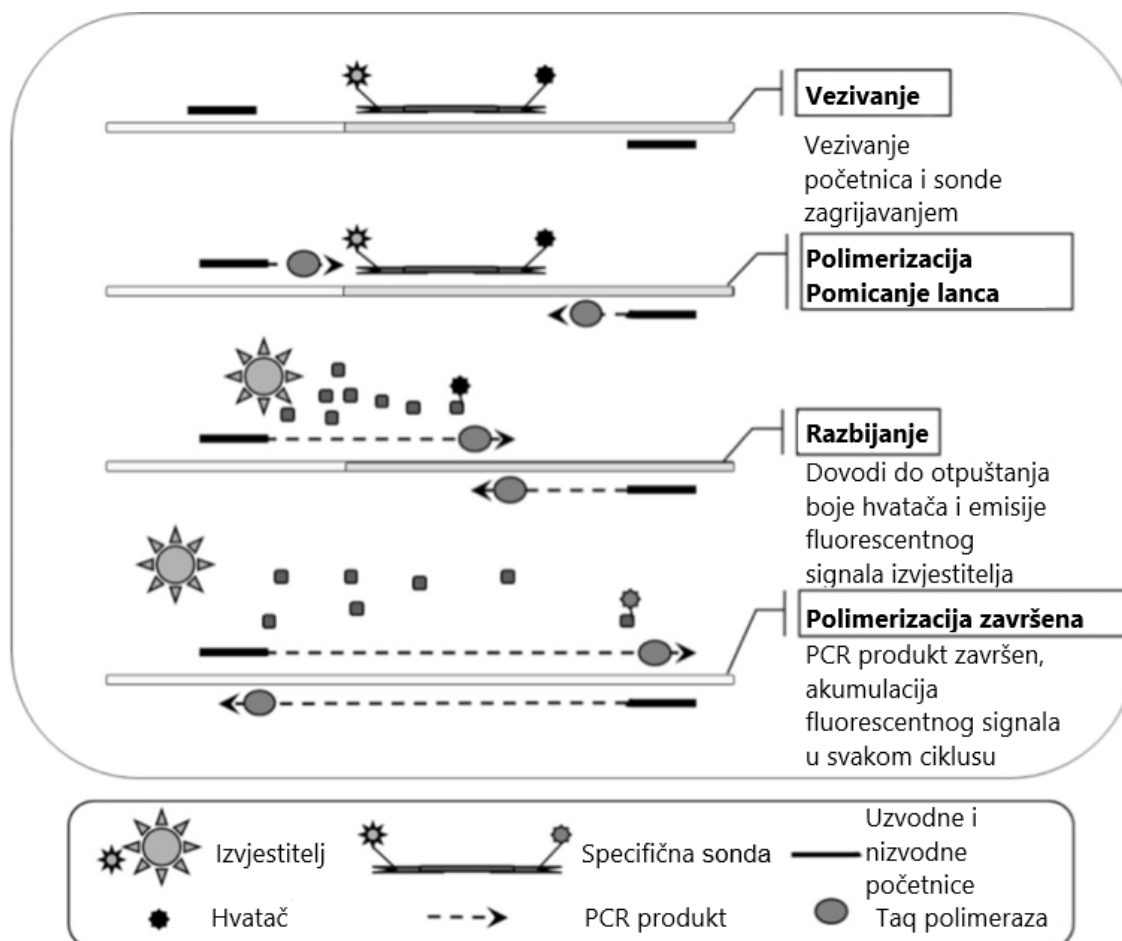 Vezivanje
Vezivanje
početnica i sonde
zagrijavanjem
Polimerizacija
Pomicanje lanca
Razbijanje
Dovodi do otpuštanja
boje hvatača i emisije
fluorescentnog
signala izvjestitelja
Polimerizacija završena
PCR produkt završen,
akumulacija
fluorescentnog signala
u svakom ciklusu
Izvjestitelj
Specifična sonda
Uzvodne i
nizvodne
početnice
Hvatač
PCR produkt
Taq polimeraza